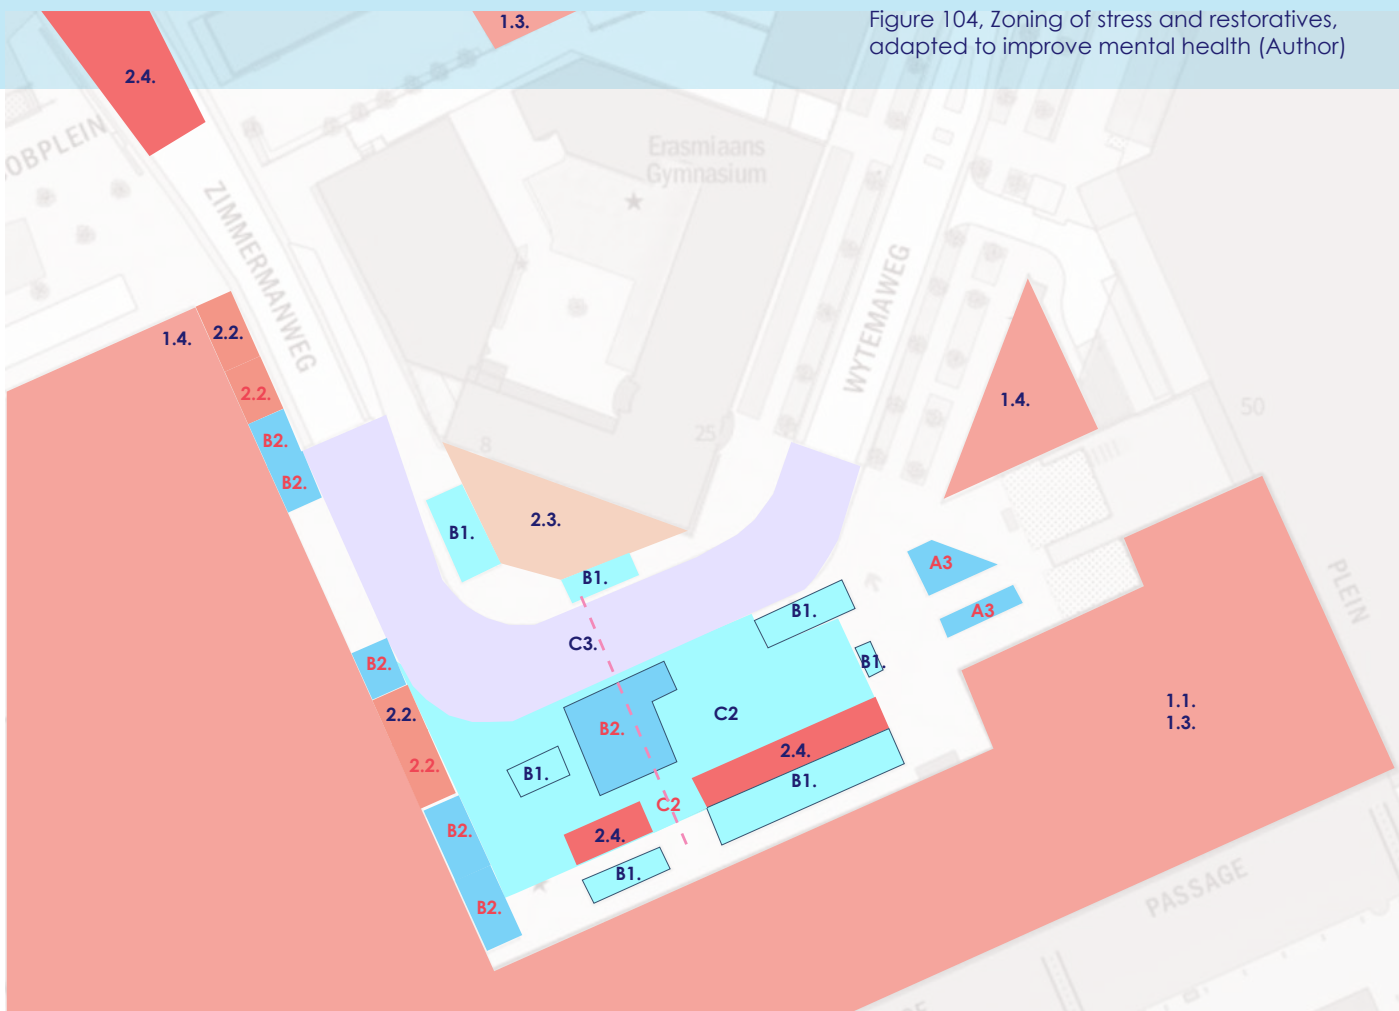 1.3.
Figure 104, Zoning of stress and restoratives,
adapted to improve mental health (Author)
2.4.
OBPLEIN
Erasmiaans
Gymnasium
ZIMMERMANWEG
WYTEMAWEG
1.4.
2.2.
2.2.
1.4.
50
B2.
8
25
B2.
2.3.
B1.
A3
B1.
PLEIN
A3
B1.
C3.
B1.
B2.
1.1.
1.3.
2.2.
C2
B2.
2.4.
2.2.
B1.
B1.
C2
B2.
2.4.
B1.
PASSAGE
B2.